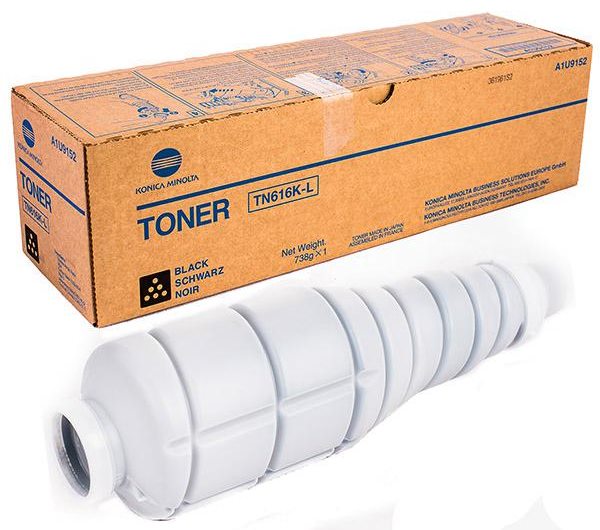 A1U9152
06196152
A1U9152
KONICA MINOLTA
TN616K-L
TONER
TN616K-L
BLACK
SCHWARZ
NOIR
Net Weight.
738g×1
TONER MADE IN JAPAN
ASSEMBLED IN FRANCE
KONICA MINOLTA BUSINESS SOLUTIONS EUROPE GmbH
KONICA MINOLTA BUSINESS TECHNOLOGIES, INC.